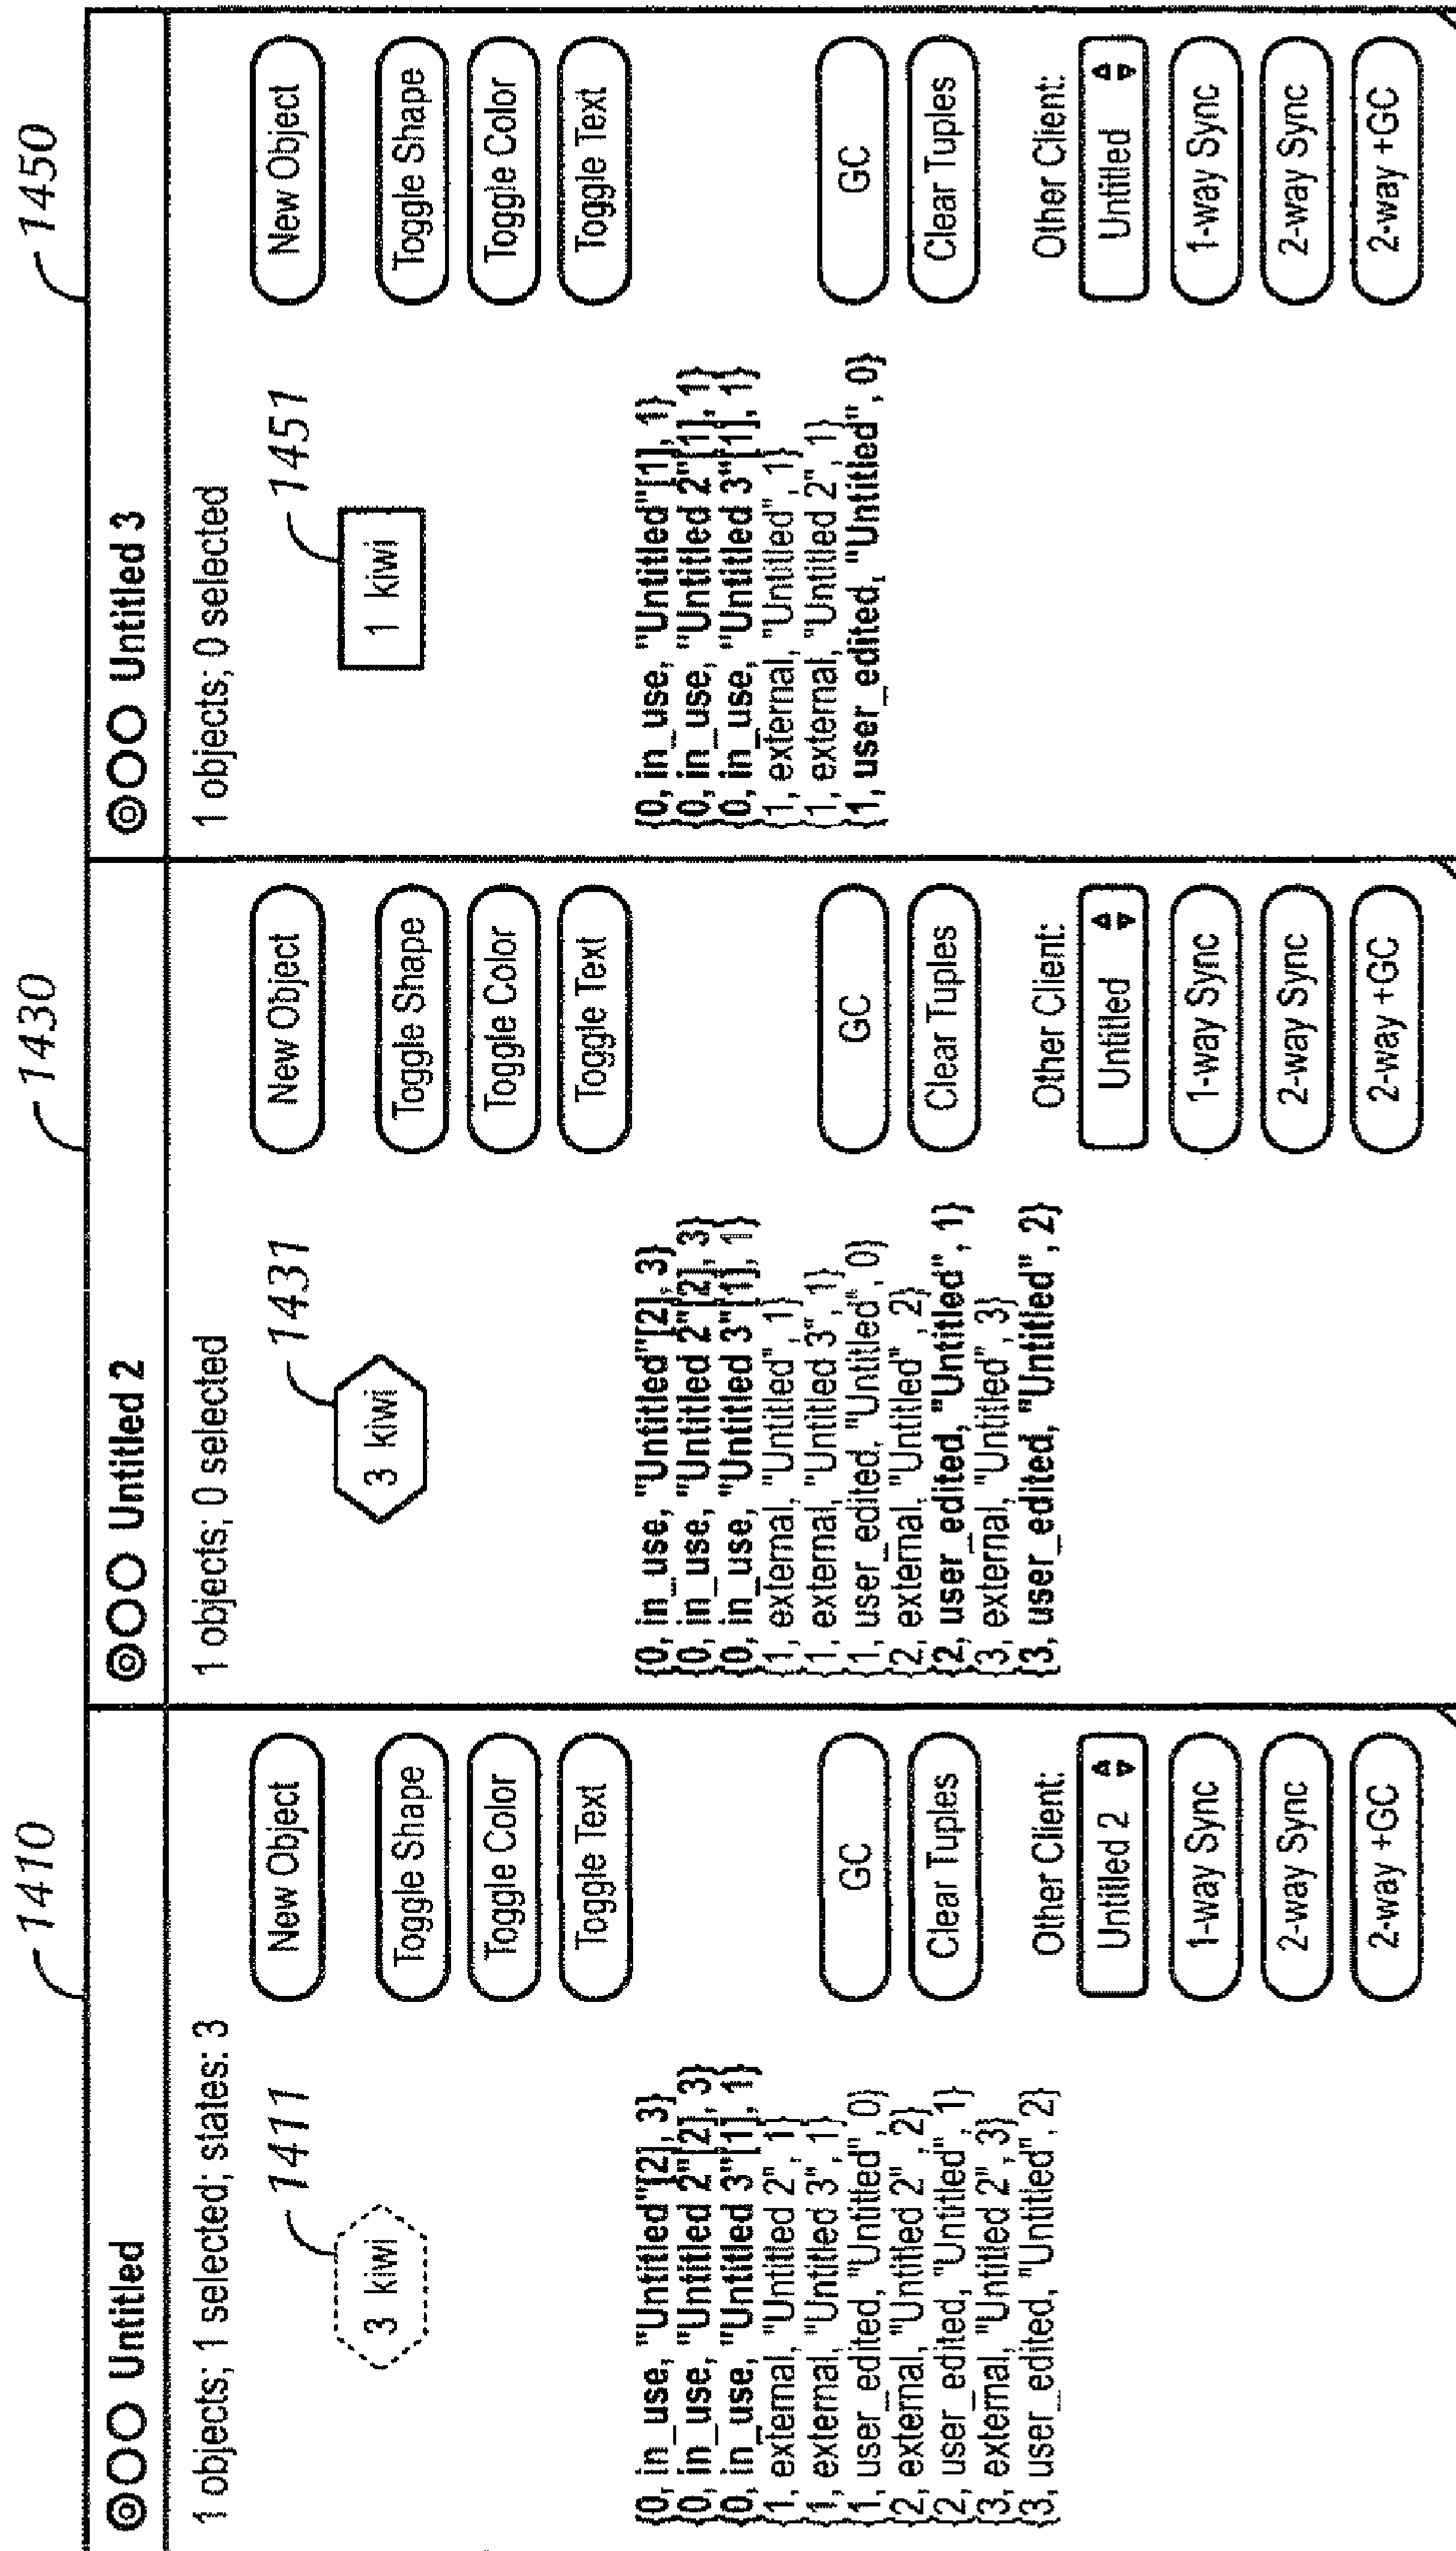 1410
Untitled
1 objects; 1 selected; states: 3
1411
3 kiwi
New Object
Toggle Shape
Toggle Color
Toggle Text
{0, in_use, "Untitled"[2], 3}
{0, in_use, "Untitled 2"[2], 3}
{0, in_use, "Untitled 3"[1], 1}
{1, external, "Untitled 2", 1}
{1, external, "Untitled 3", 1}
{1, user_edited, "Untitled", 0}
{2, external, "Untitled 2", 2}
{2, user_edited, "Untitled", 1}
{3, external, "Untitled 2", 3}
{3, user_edited, "Untitled", 2}
GC
Clear Tuples
Other Client:
Untitled 2
1-way Sync
2-way Sync
2-way +GC
1430
Untitled 2
1 objects; 0 selected
1431
3 kiwi
New Object
Toggle Shape
Toggle Color
Toggle Text
{0, in_use, "Untitled"[2], 3}
{0, in_use, "Untitled 2"[2], 3}
{0, in_use, "Untitled 3"[1], 1}
{1, external, "Untitled", 1}
{1, external, "Untitled 3", 1}
{1, user_edited, "Untitled", 0}
{2, external, "Untitled", 2}
{2, user_edited, "Untitled", 1}
{3, external, "Untitled", 3}
{3, user_edited, "Untitled", 2}
GC
Clear Tuples
Other Client:
Untitled
1-way Sync
2-way Sync
2-way +GC
1450
Untitled 3
1 objects; 0 selected
1451
1 kiwi
New Object
Toggle Shape
Toggle Color
Toggle Text
{0, in_use, "Untitled"[1], 1}
{0, in_use, "Untitled 2"[1], 1}
{0, in_use, "Untitled 3"[1], 1}
{1, external, "Untitled", 1}
{1, external, "Untitled 2", 1}
{1, user_edited, "Untitled", 0}
GC
Clear Tuples
Other Client:
Untitled
1-way Sync
2-way Sync
2-way +GC